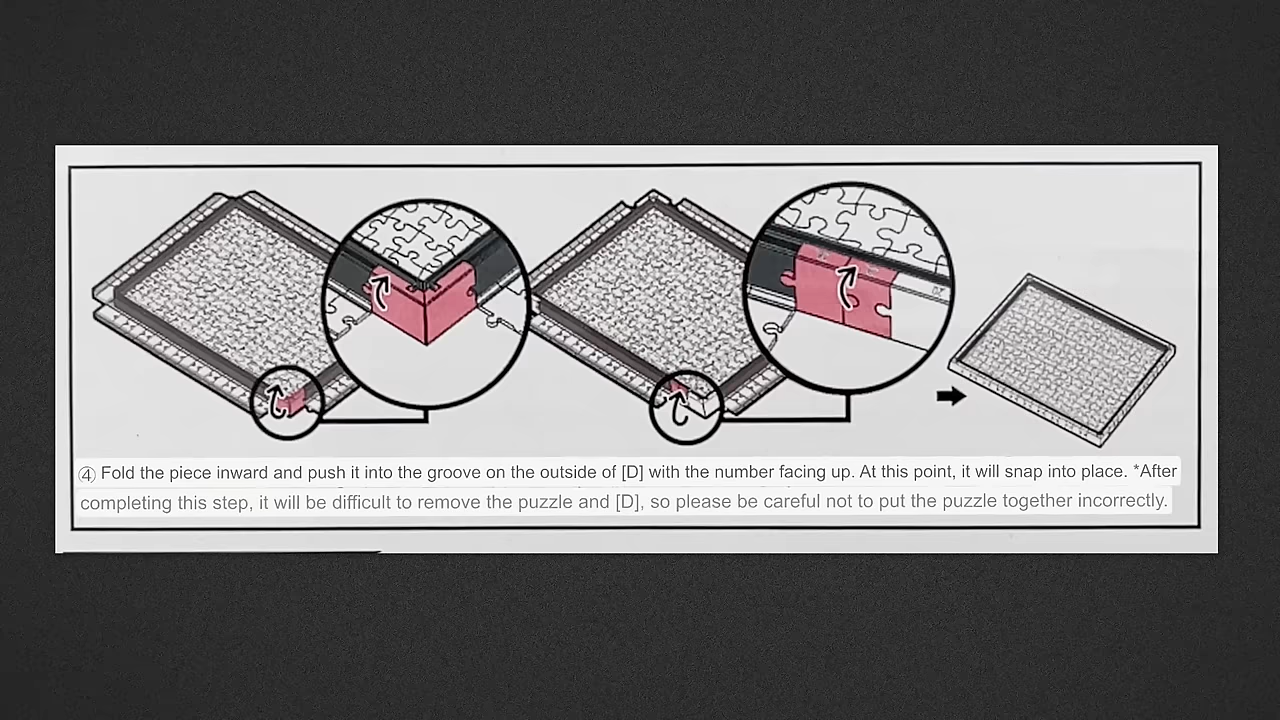 ④ Fold the piece inward and push it into the groove on the outside of [D] with the number facing up. At this point, it will snap into place. *After
completing this step, it will be difficult to remove the puzzle and [D], so please be careful not to put the puzzle together incorrectly.